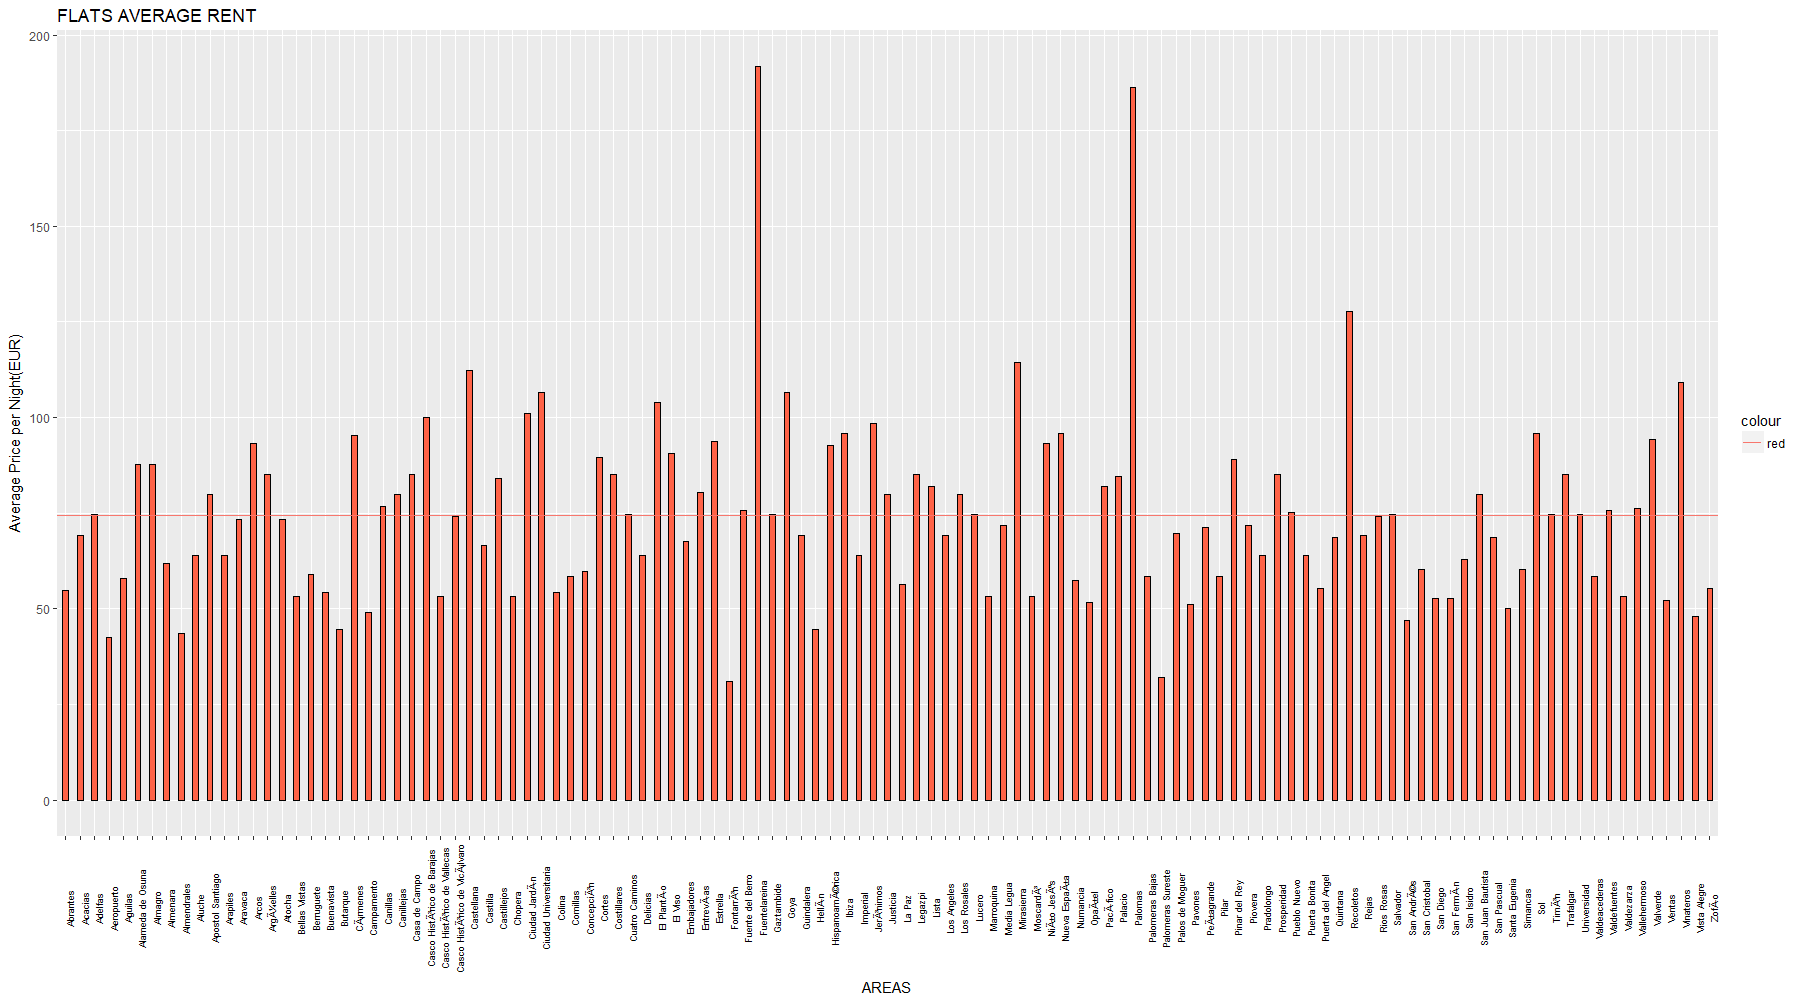 FLATS AVERAGE RENT
200
150
100
50
0
Average Price per Night(EUR)
Abrantes
Acacias
Adelfas
Aeropuerto
Aguilas
Alameda de Osuna
Almagro
Almenara
Almendrales
Aluche
Apostol Santiago
Arapiles
Aravaca
Arcos
ArgÃ¼elles
Atocha
Bellas Vistas
Berruguete
Buenavista
Butarque
CÃ¡rmenes
Campamento
Canillas
Canillejas
Casa de Campo
Casco HistÃ³rico de Barajas
Casco HistÃ³rico de Vallecas
Casco HistÃ³rico de VicÃ¡lvaro
Castellana
Castilla
Castillejos
Chopera
Ciudad JardÃ­n
Ciudad Universitaria
Colina
Comillas
ConcepciÃ³n
Cortes
Costillares
Cuatro Caminos
Delicias
El PlantÃ­o
El Viso
Embajadores
EntrevÃ­as
Estrella
FontarrÃ³n
Fuente del Berro
Fuentelareina
Gaztambide
Goya
Guindalera
HellÃ­n
HispanoamÃ©rica
Ibiza
Imperial
JerÃ³nimos
Justicia
La Paz
Legazpi
Lista
Los Angeles
Los Rosales
Lucero
Marroquina
Media Legua
Mirasierra
MoscardÃ³
NiÃ±o JesÃºs
Nueva EspaÃ±a
Numancia
OpaÃ±el
PacÃ­fico
Palacio
Palomas
Palomeras Bajas
Palomeras Sureste
Palos de Moguer
Pavones
PeÃ±agrande
Pilar
Pinar del Rey
Piovera
Pradolongo
Prosperidad
Pueblo Nuevo
Puerta Bonita
Puerta del Angel
Quintana
Recoletos
Rejas
Rios Rosas
Salvador
San AndrÃ©s
San Cristobal
San Diego
San FermÃ­n
San Isidro
San Juan Bautista
San Pascual
Santa Eugenia
Simancas
Sol
TimÃ³n
Trafalgar
Universidad
Valdeacederas
Valdefuentes
Valdezarza
Vallehermoso
Valverde
Ventas
Vinateros
Vista Alegre
ZofÃ­o
AREAS
colour
red